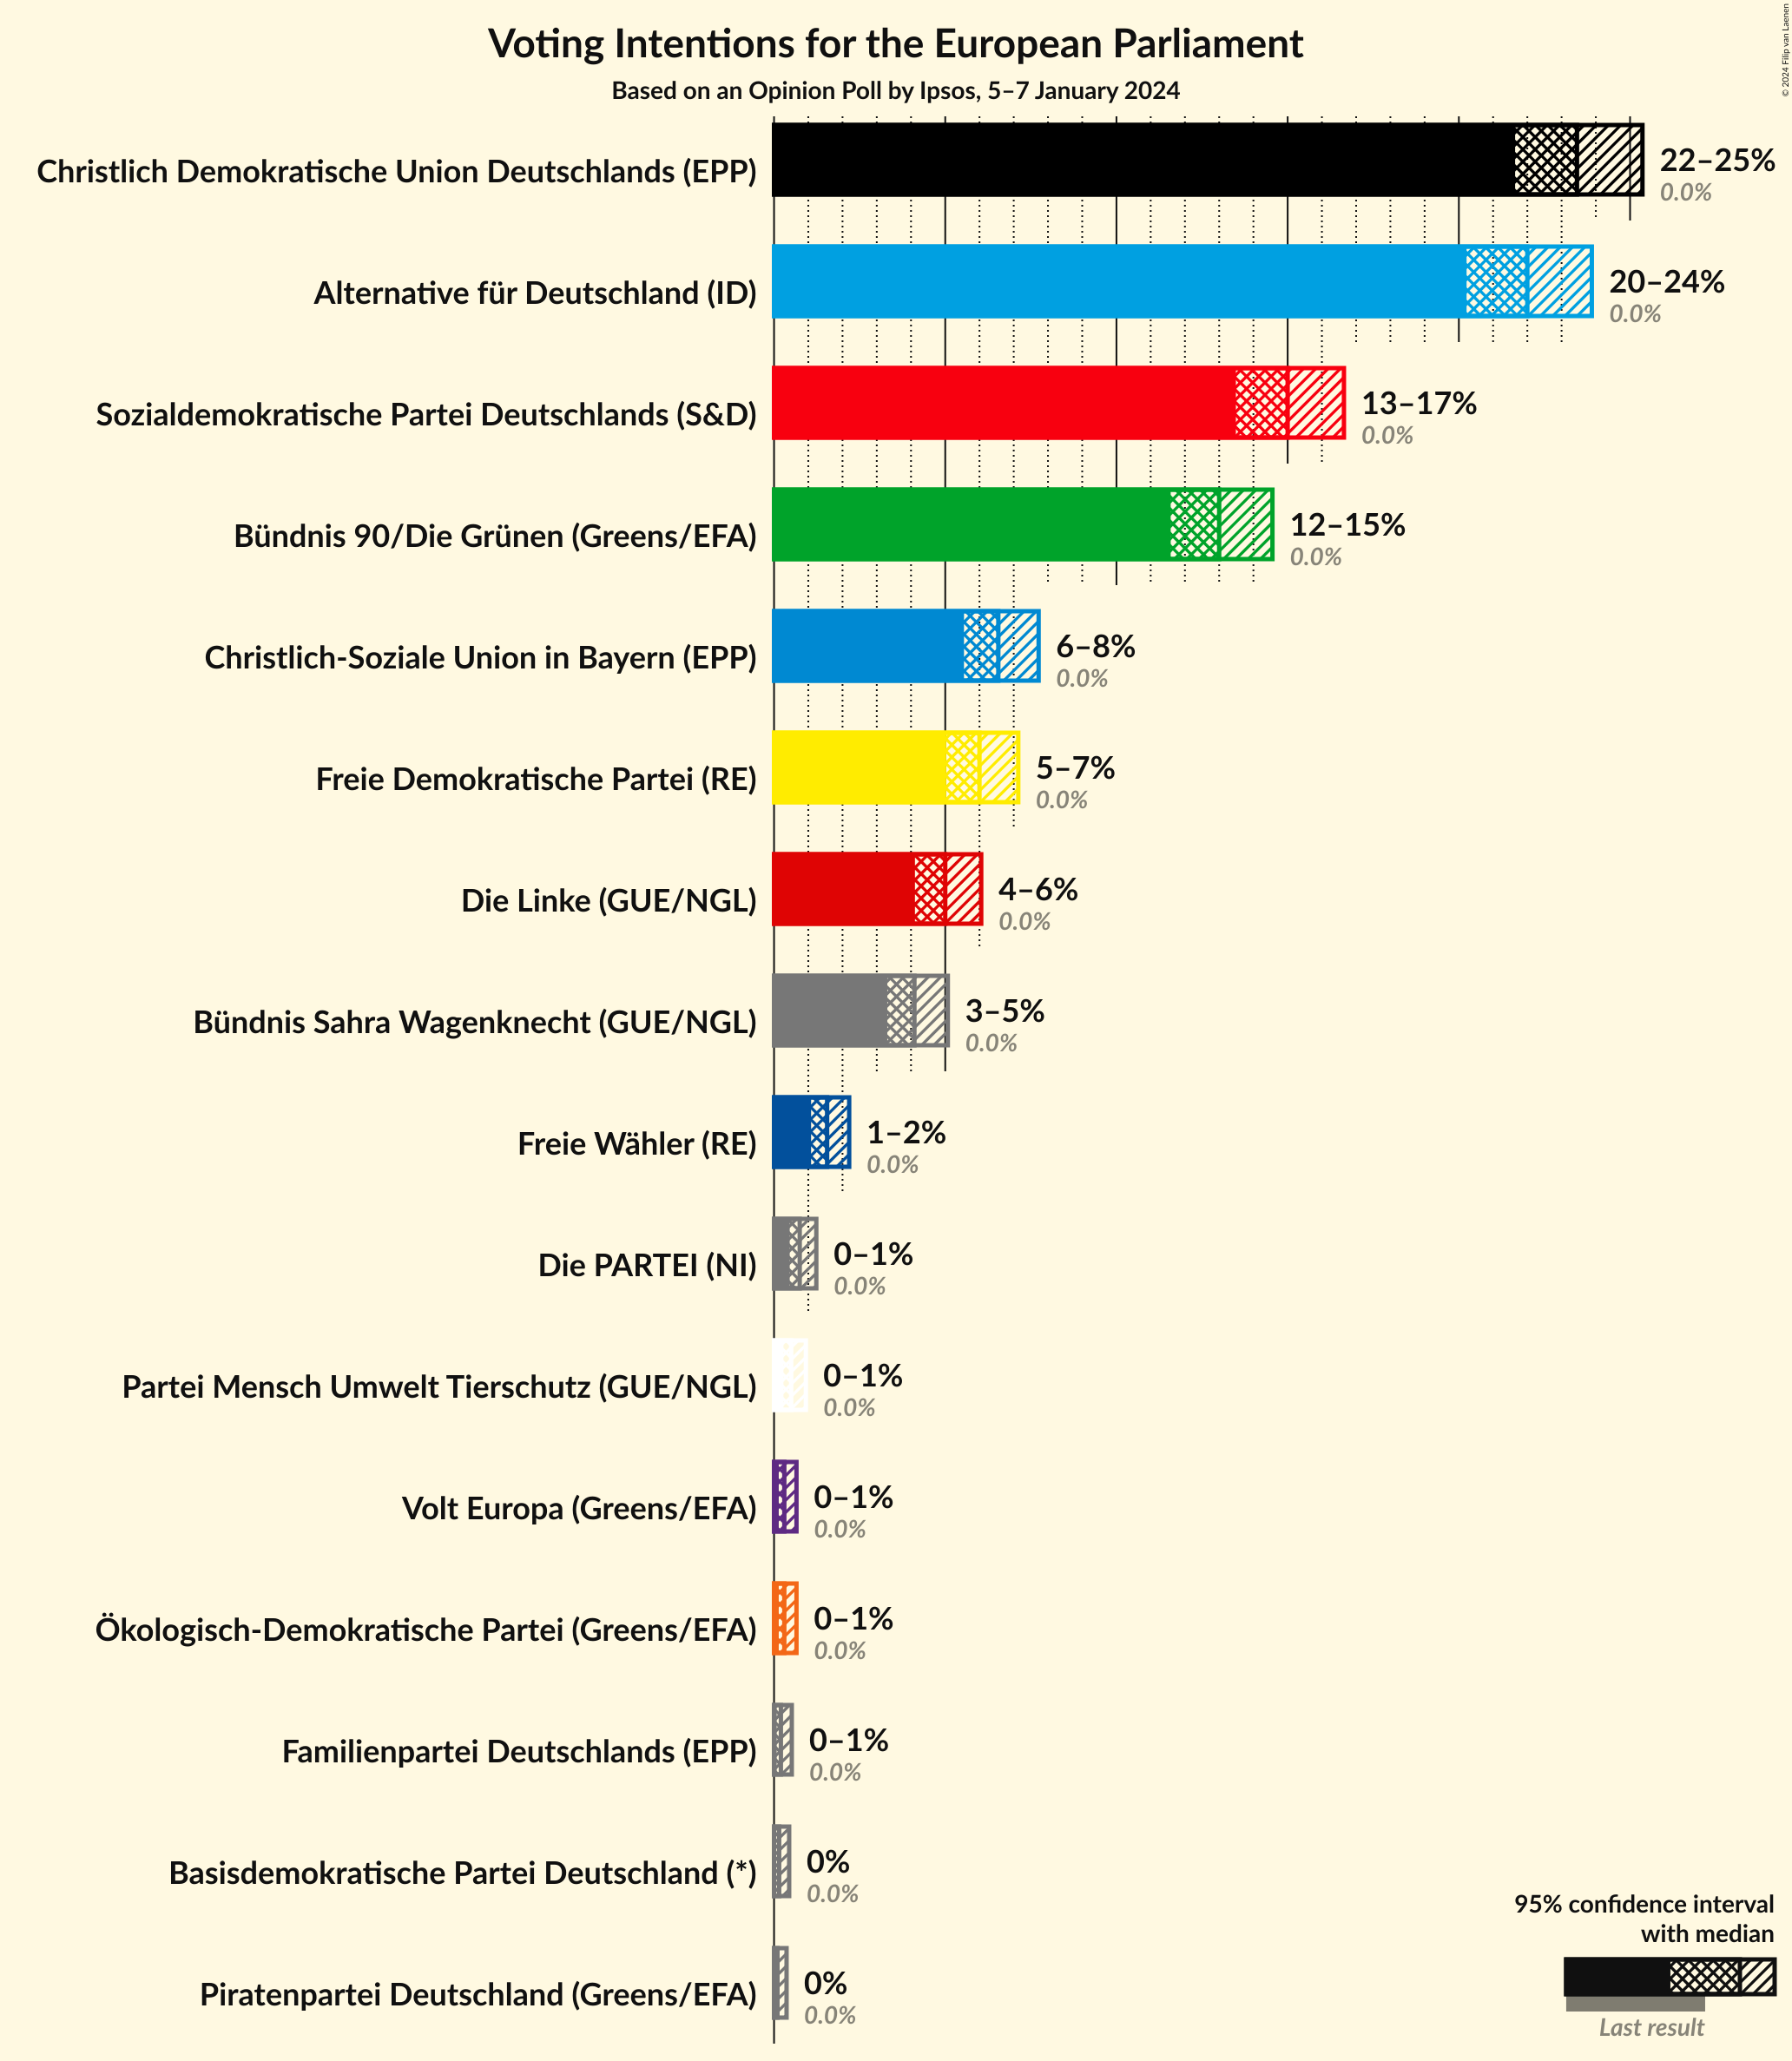 Voting Intentions for the European Parliament
Based on an Opinion Poll by Ipsos, 5–7 January 2024
© 2024 Filip van Laenen
Christlich Demokratische Union Deutschlands (EPP)
22–25%
0.0%
Alternative für Deutschland (ID)
20–24%
0.0%
Sozialdemokratische Partei Deutschlands (S&D)
13–17%
0.0%
Bündnis 90/Die Grünen (Greens/EFA)
12–15%
0.0%
Christlich-Soziale Union in Bayern (EPP)
6–8%
0.0%
Freie Demokratische Partei (RE)
5–7%
0.0%
Die Linke (GUE/NGL)
4–6%
0.0%
Bündnis Sahra Wagenknecht (GUE/NGL)
3–5%
0.0%
Freie Wähler (RE)
1–2%
0.0%
Die PARTEI (NI)
0–1%
0.0%
Partei Mensch Umwelt Tierschutz (GUE/NGL)
0–1%
0.0%
Volt Europa (Greens/EFA)
0–1%
0.0%
Ökologisch-Demokratische Partei (Greens/EFA)
0–1%
0.0%
Familienpartei Deutschlands (EPP)
0–1%
0.0%
Basisdemokratische Partei Deutschland (*)
0%
0.0%
Piratenpartei Deutschland (Greens/EFA)
0%
0.0%
95% confidence interval
with median
Last result